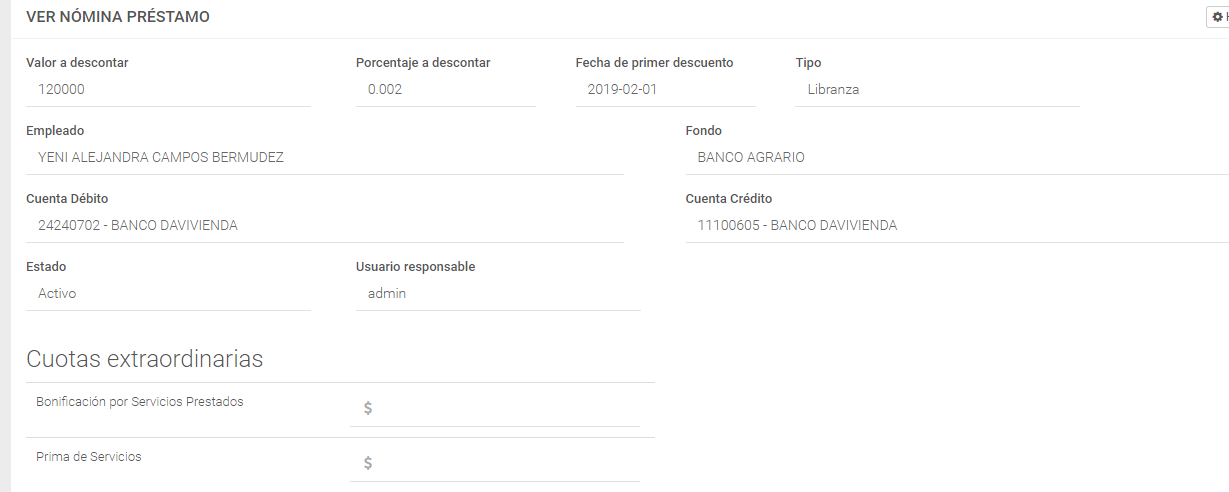 VER NÓMINA PRÉSTAMO
Valor a descontar
Porcentaje a descontar
Fecha de primer descuento
Tipo
120000
0.002
2019-02-01
Libranza
Empleado
Fondo
YENI ALEJANDRA CAMPOS BERMUDEZ
BANCO AGRARIO
Cuenta Débito
Cuenta Crédito
24240702 - BANCO DAVIVIENDA
11100605 - BANCO DAVIVIENDA
Estado
Usuario responsable
Activo
admin
Cuotas extraordinarias
Bonificación por Servicios Prestados
$
Prima de Servicios
$